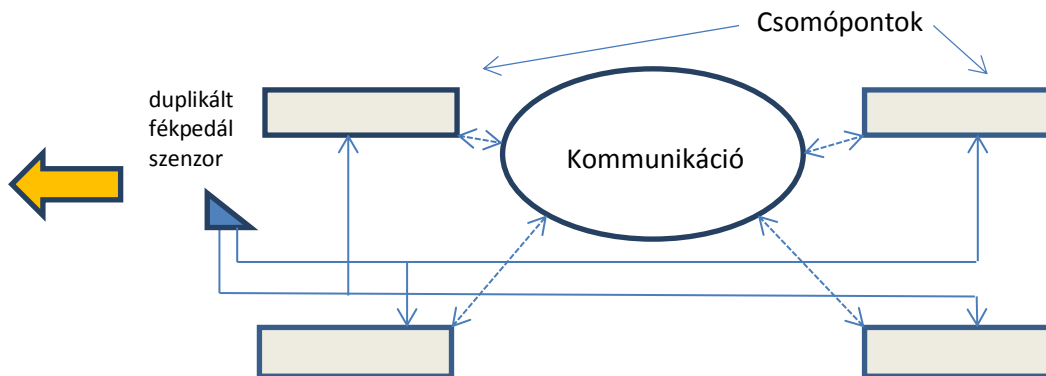 Csomópontok
duplikált
fékpedál
szenzor
Kommunikáció